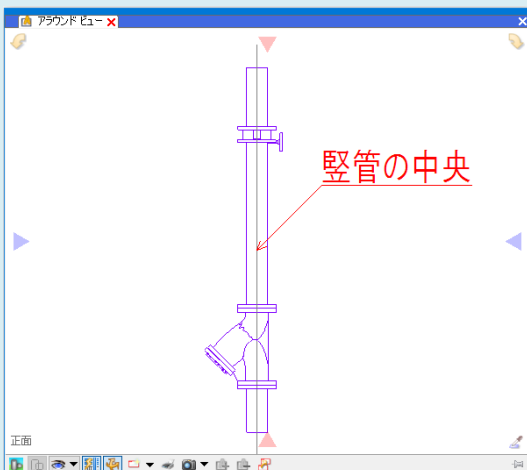 アラウンド ビュー
竪管の中央
正面